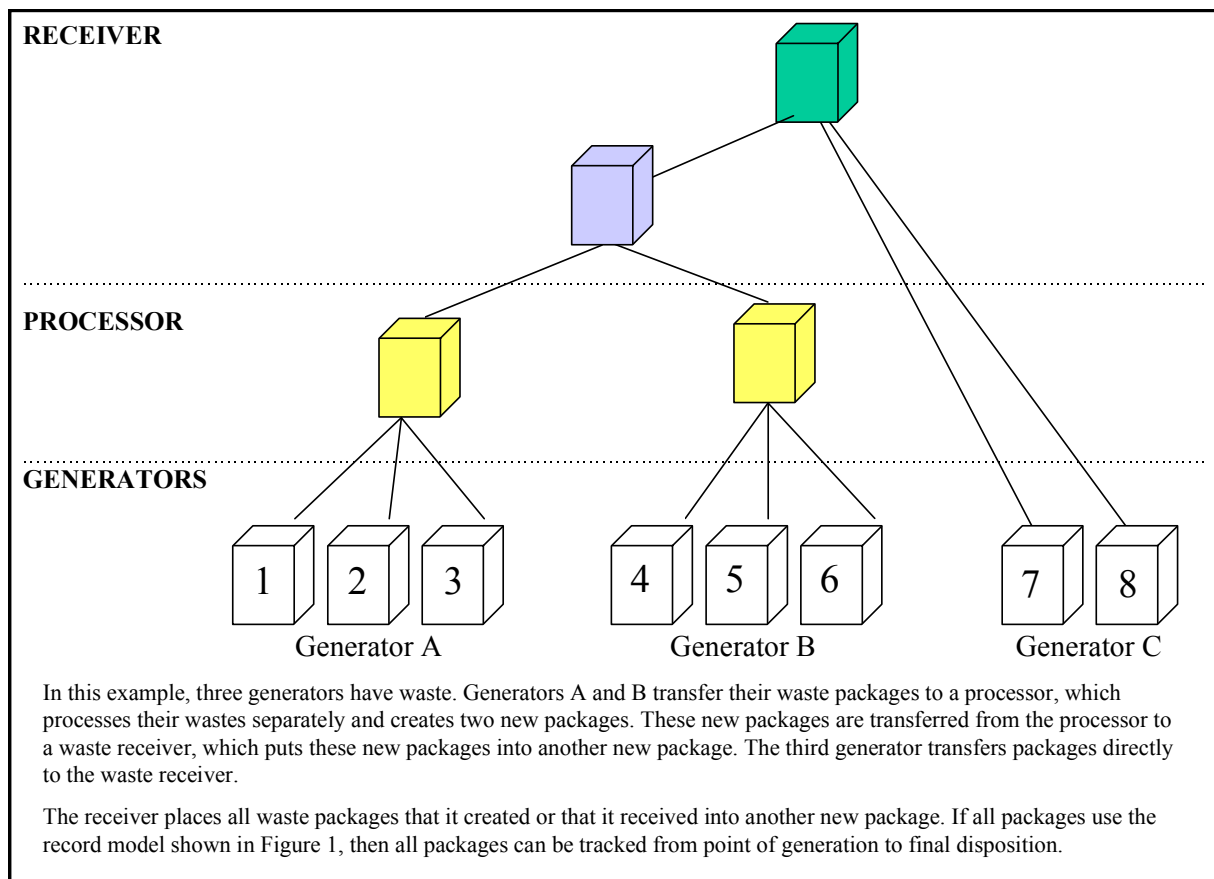 RECEIVER
PROCESSOR
GENERATORS
1 2 3 4 5 6 7 8
Generator A Generator B Generator C
In this example, three generators have waste. Generators A and B transfer their waste packages to a processor, which
processes their wastes separately and creates two new packages. These new packages are transferred from the processor to
a waste receiver, which puts these new packages into another new package. The third generator transfers packages directly
to the waste receiver.
The receiver places all waste packages that it created or that it received into another new package. If all packages use the
record model shown in Figure 1, then all packages can be tracked from point of generation to final disposition.